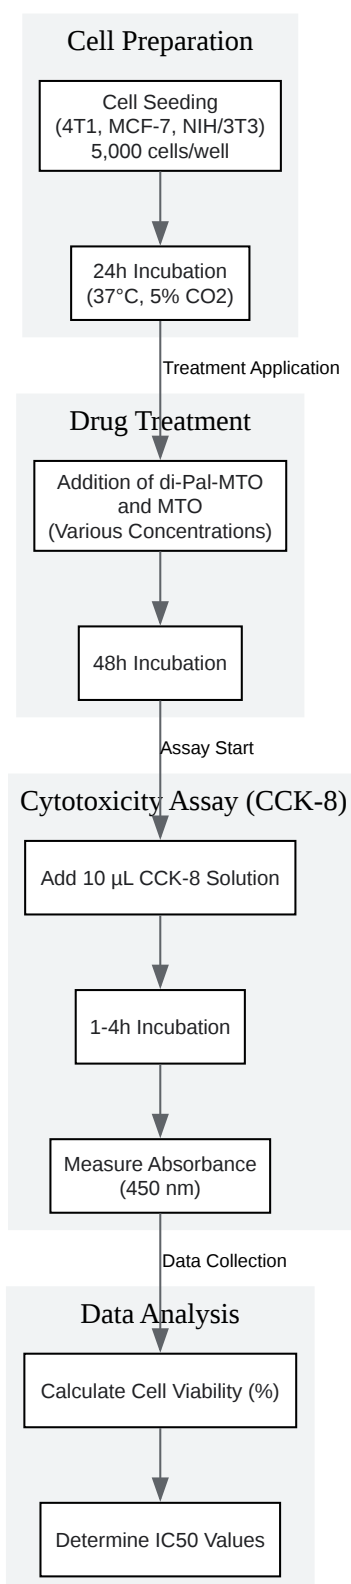 Cell Preparation
Cell Seeding
(4T1, MCF-7, NIH/3T3)
5,000 cells/well
24h Incubation
(37°C, 5% CO2)
Treatment Application
Drug Treatment
Addition of di-Pal-MTO
and MTO
(Various Concentrations)
48h Incubation
Assay Start
Cytotoxicity Assay (CCK-8)
Add 10 µL CCK-8 Solution
1-4h Incubation
Measure Absorbance
(450 nm)
Data Collection
Data Analysis
Calculate Cell Viability (%)
Determine IC50 Values